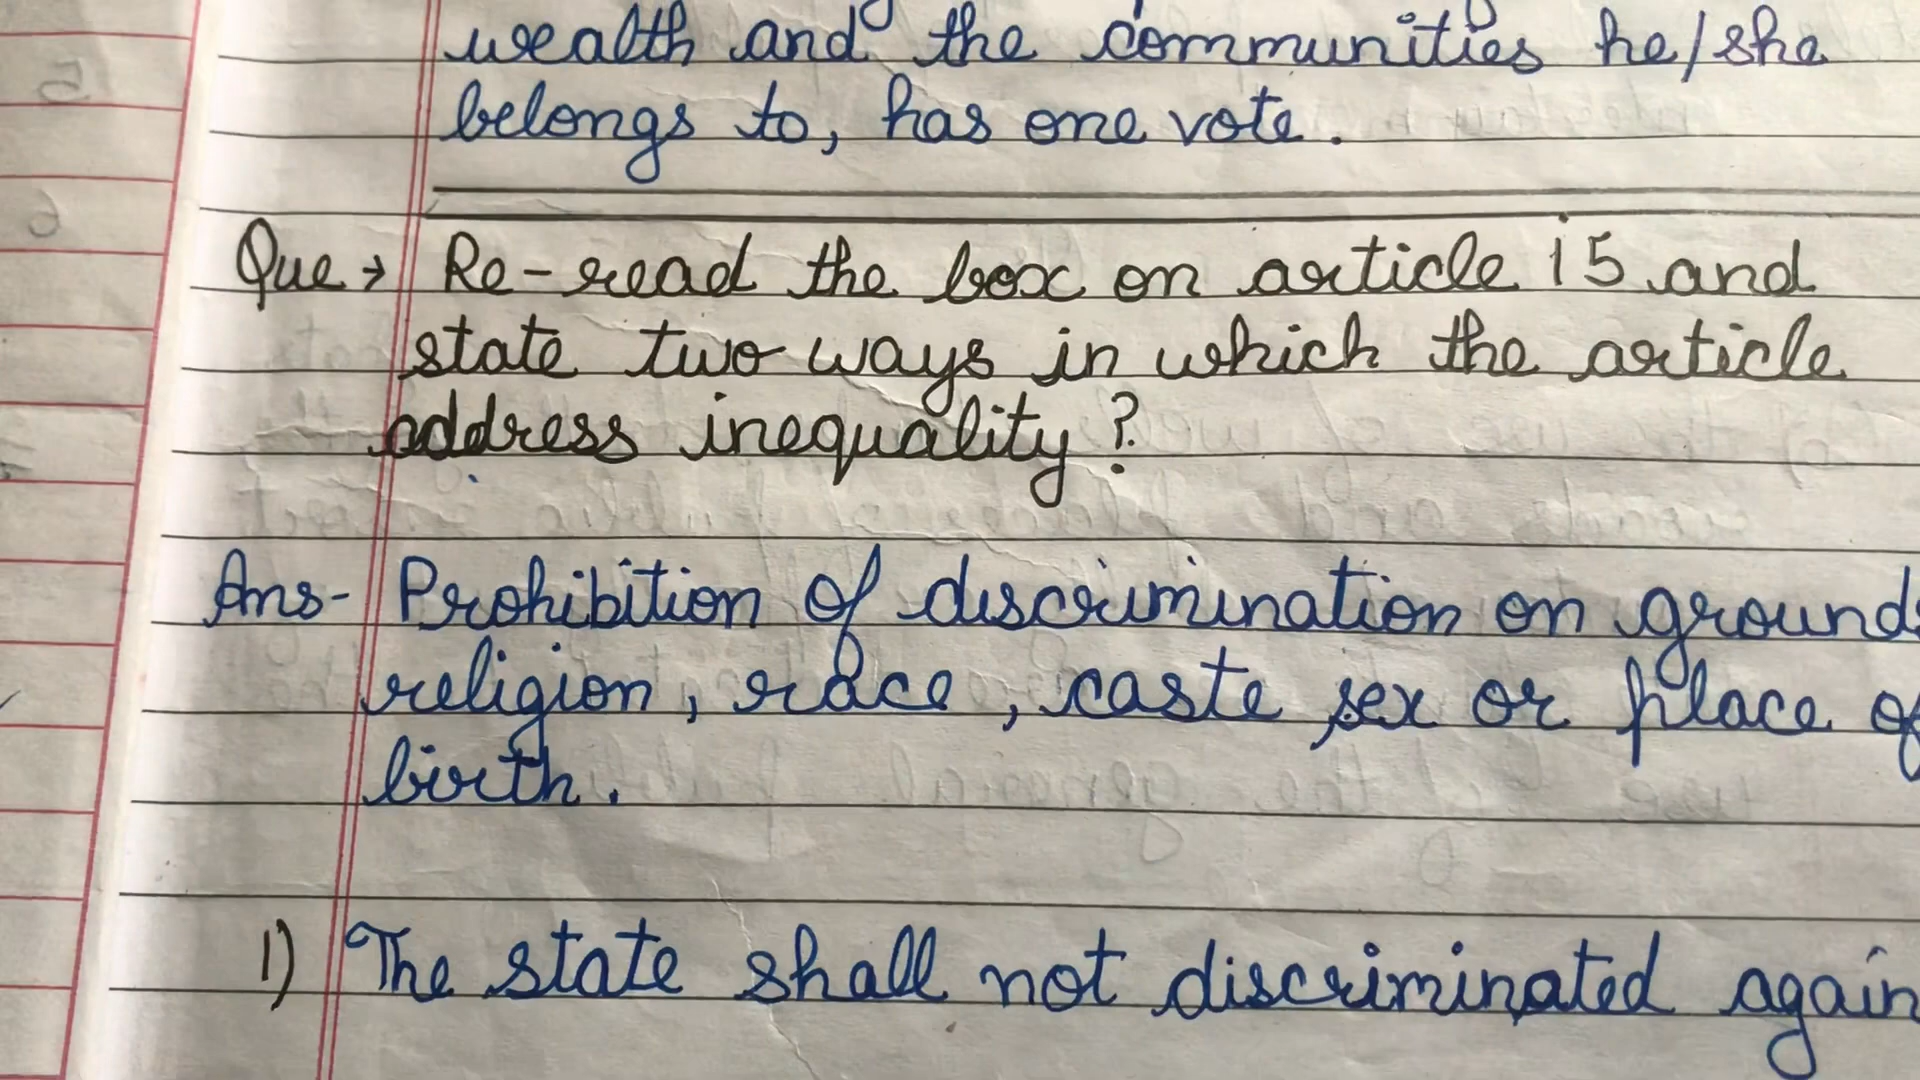 wealth and the communities he/she
belongs to, has one vote.
Que → Re-read the box on article 15 and
state two ways in which the article
address inequality?
Ans- Prohibition of discrimination on grounds
religion, race, caste sex or place of
birth.
1) The state shall not discriminated again